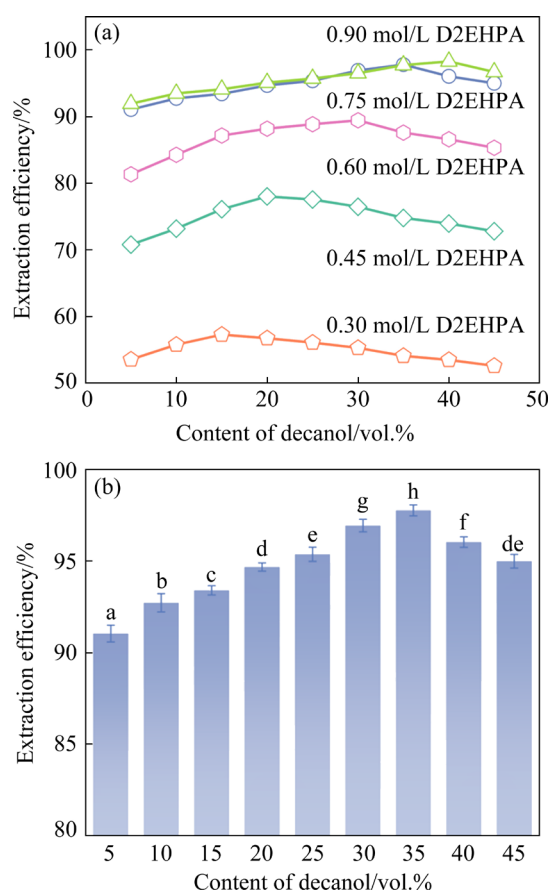 (a)
0.90 mol/L D2EHPA
0.75 mol/L D2EHPA
0.60 mol/L D2EHPA
0.45 mol/L D2EHPA
0.30 mol/L D2EHPA
Extraction efficiency/%
100
90
80
70
60
50
0 10 20 30 40 50
Content of decanol/vol.%
(b)
a b c d e g h f de
Extraction efficiency/%
100
95
90
85
80
5 10 15 20 25 30 35 40 45
Content of decanol/vol.%